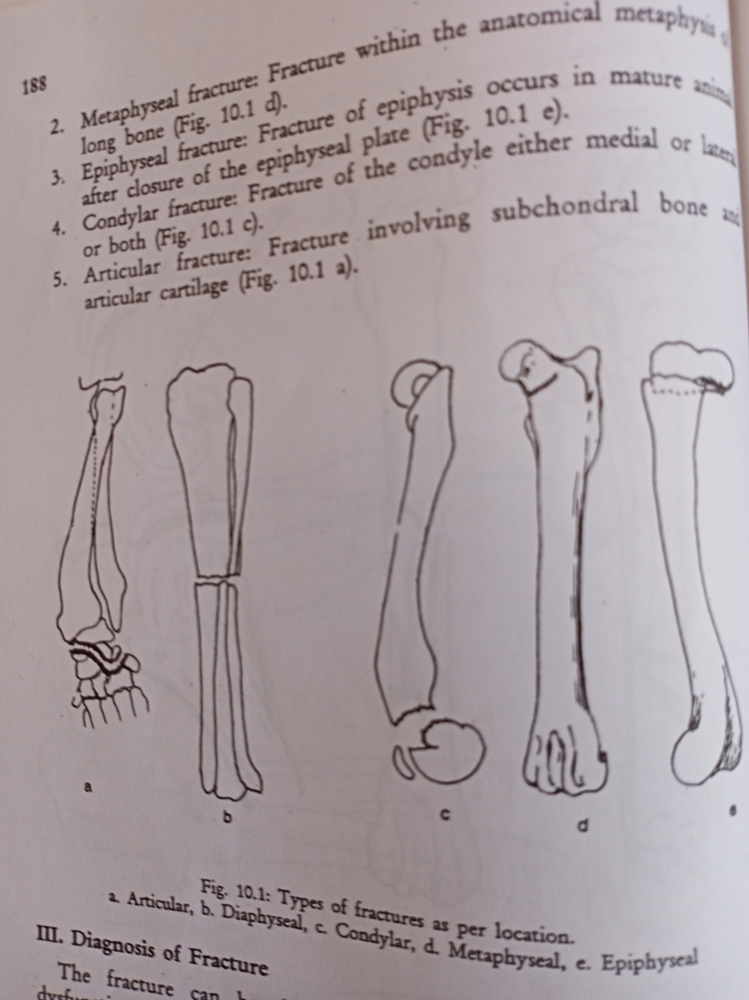 188
2. Metaphyseal fracture: Fracture within the anatomical metaphysis
long bone (Fig. 10.1 d).
3. Epiphyseal fracture: Fracture of epiphysis occurs in mature
after closure of the epiphyseal plate (Fig. 10.1 e).
4. Condylar fracture: Fracture of the condyle either medial or
or both (Fig. 10.1 c).
5. Articular fracture: Fracture involving subchondral bone and
articular cartilage (Fig. 10.1 a).
a
b
c
d
e
Fig. 10.1: Types of fractures as per location.
a. Articular, b. Diaphyseal, c. Condylar, d. Metaphyseal, e. Epiphyseal
III. Diagnosis of Fracture
The fracture can